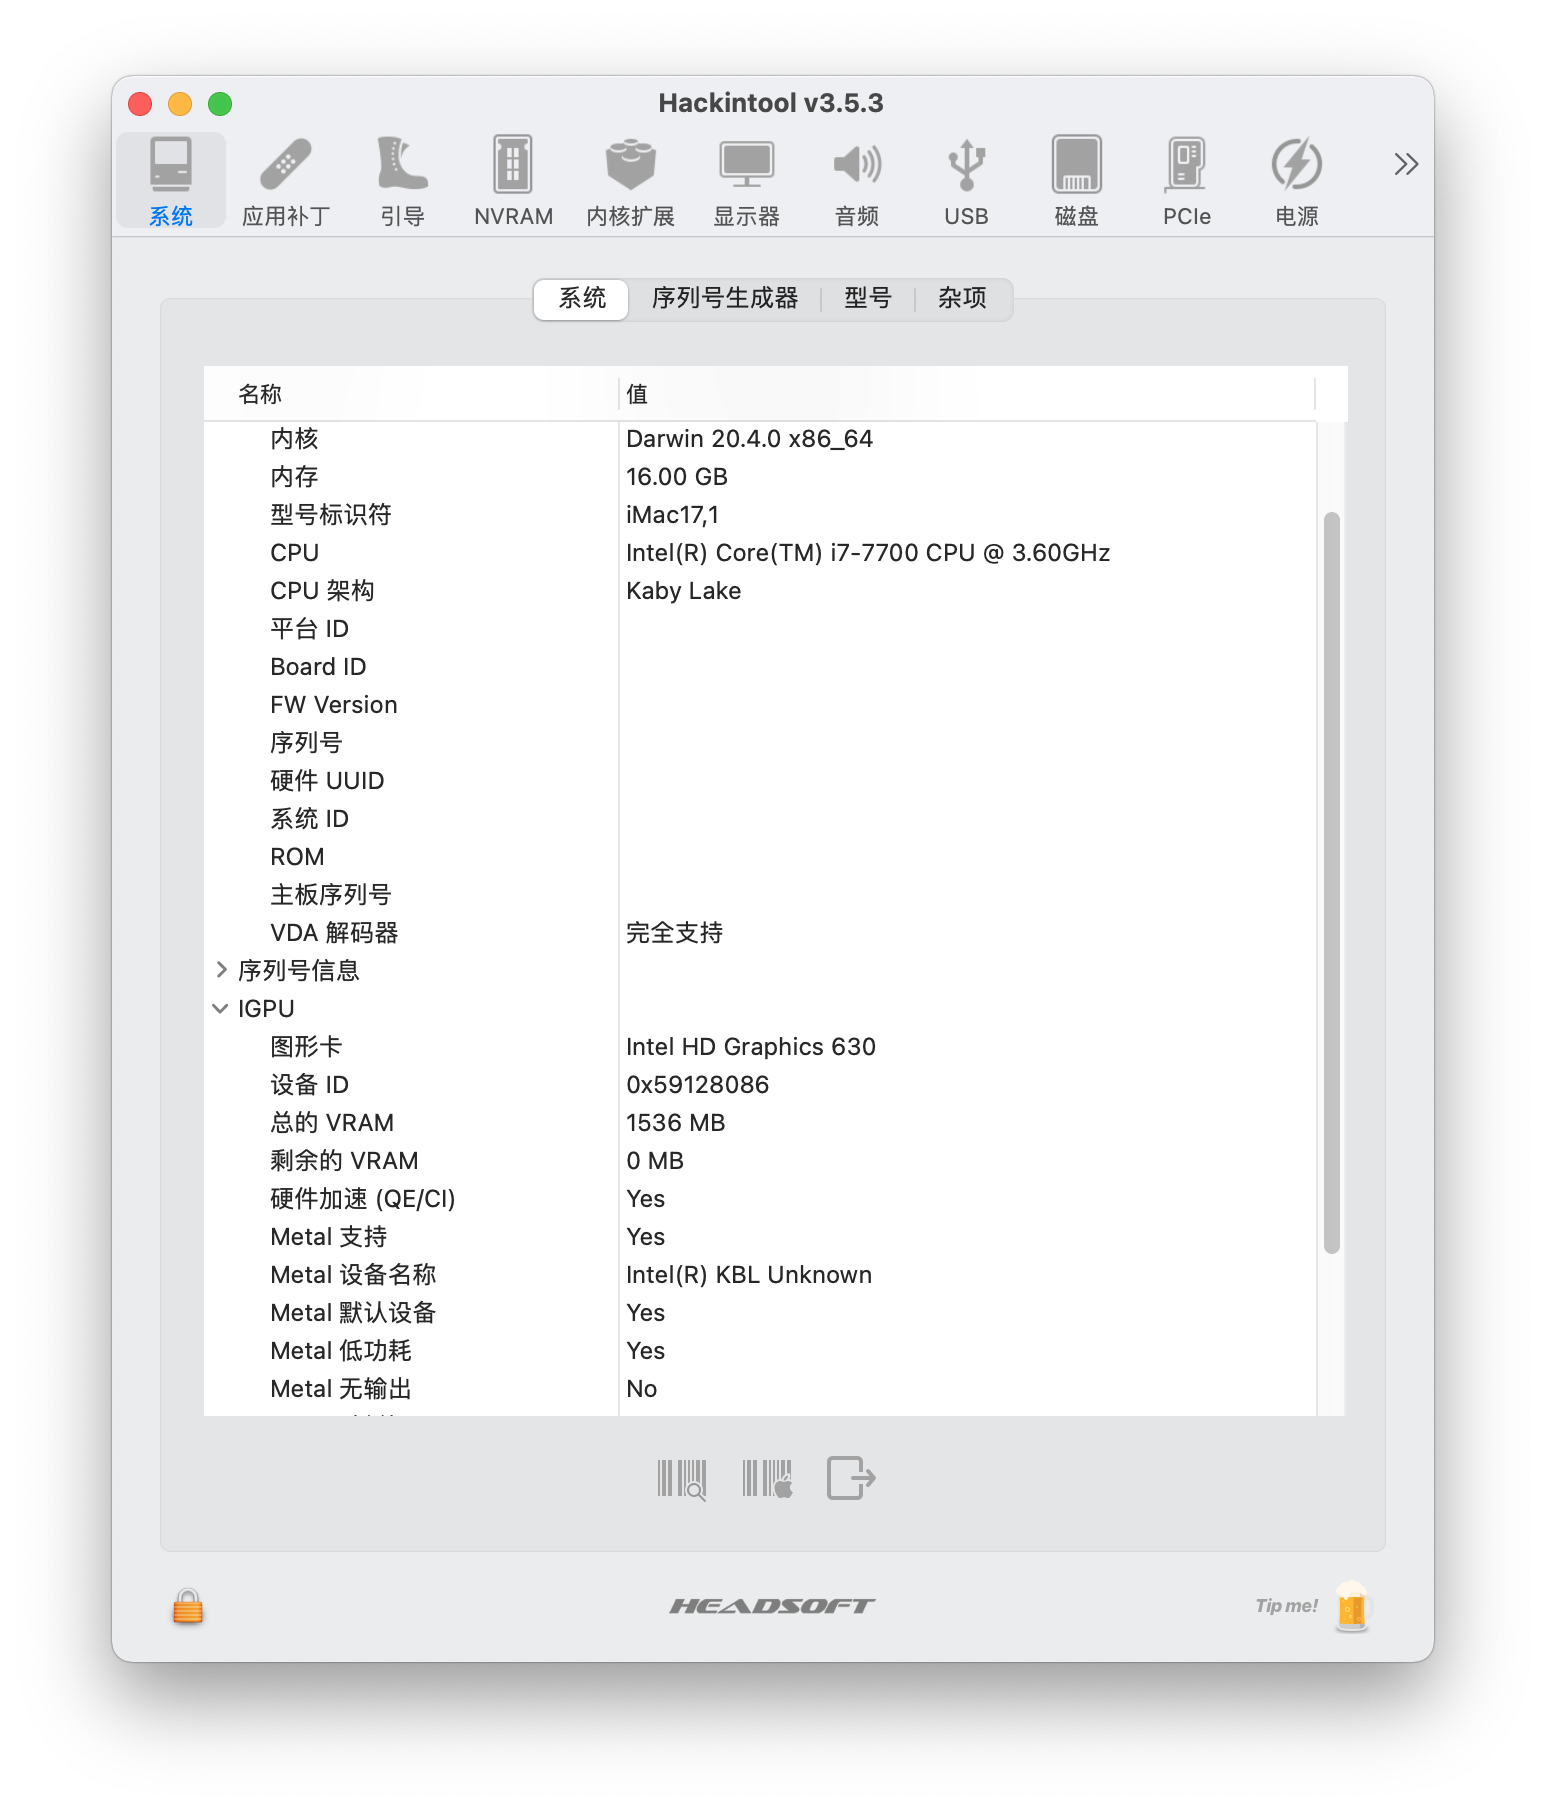 Hackintool v3.5.3
系统 应用补丁 引导 NVRAM 内核扩展 显示器 音频 USB 磁盘 PCIe 电源
系统 序列号生成器 型号 杂项
名称 值
内核 Darwin 20.4.0 x86_64
内存 16.00 GB
型号标识符 iMac17,1
CPU Intel(R) Core(TM) i7-7700 CPU @ 3.60GHz
CPU 架构 Kaby Lake
平台 ID
Board ID
FW Version
序列号
硬件 UUID
系统 ID
ROM
主板序列号
VDA 解码器 完全支持
序列号信息
IGPU
图形卡 Intel HD Graphics 630
设备 ID 0x59128086
总的 VRAM 1536 MB
剩余的 VRAM 0 MB
硬件加速 (QE/CI) Yes
Metal 支持 Yes
Metal 设备名称 Intel(R) KBL Unknown
Metal 默认设备 Yes
Metal 低功耗 Yes
Metal 无输出 No
HEADSOFT
Tip me!